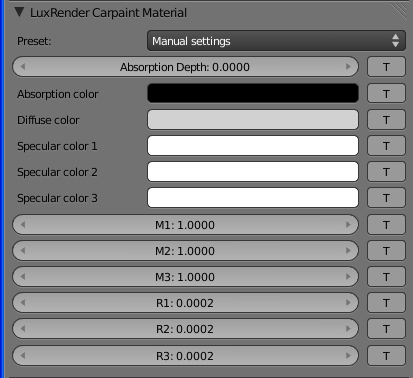 LuxRender Carpaint Material
Preset: Manual settings
Absorption Depth: 0.0000 T
Absorption color T
Diffuse color T
Specular color 1 T
Specular color 2 T
Specular color 3 T
M1: 1.0000 T
M2: 1.0000 T
M3: 1.0000 T
R1: 0.0002 T
R2: 0.0002 T
R3: 0.0002 T